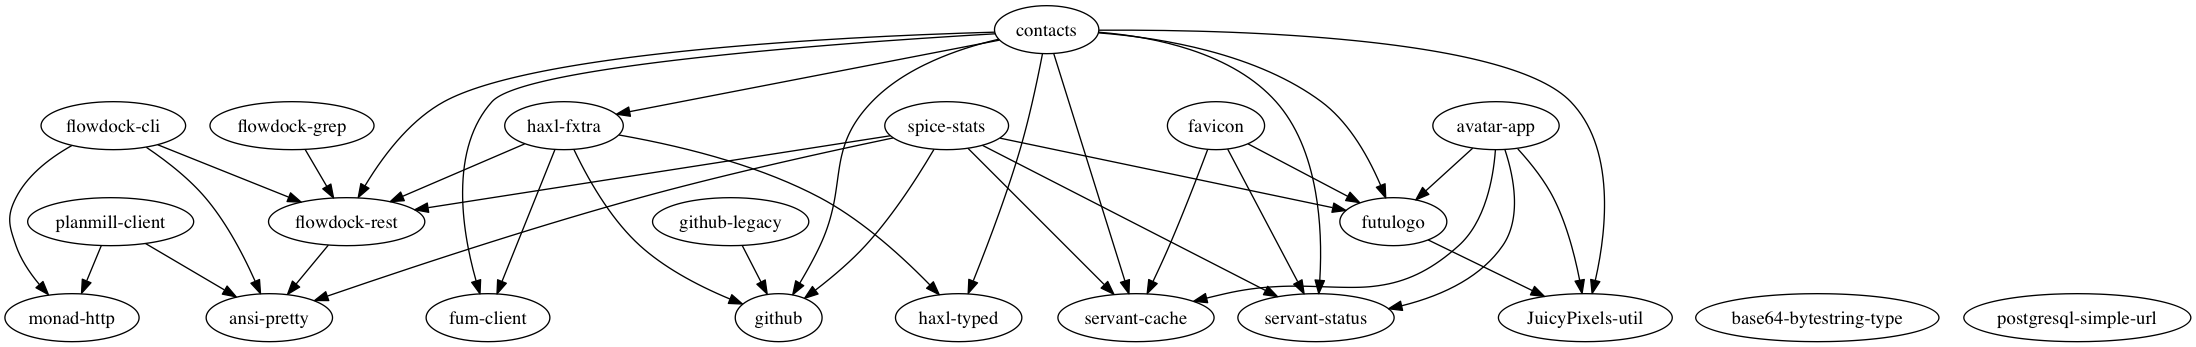 contacts
flowdock-cli
flowdock-grep
haxl-fxtra
spice-stats
favicon
avatar-app
planmill-client
flowdock-rest
github-legacy
futulogo
monad-http
ansi-pretty
fum-client
github
haxl-typed
servant-cache
servant-status
JuicyPixels-util
base64-bytestring-type
postgresql-simple-url